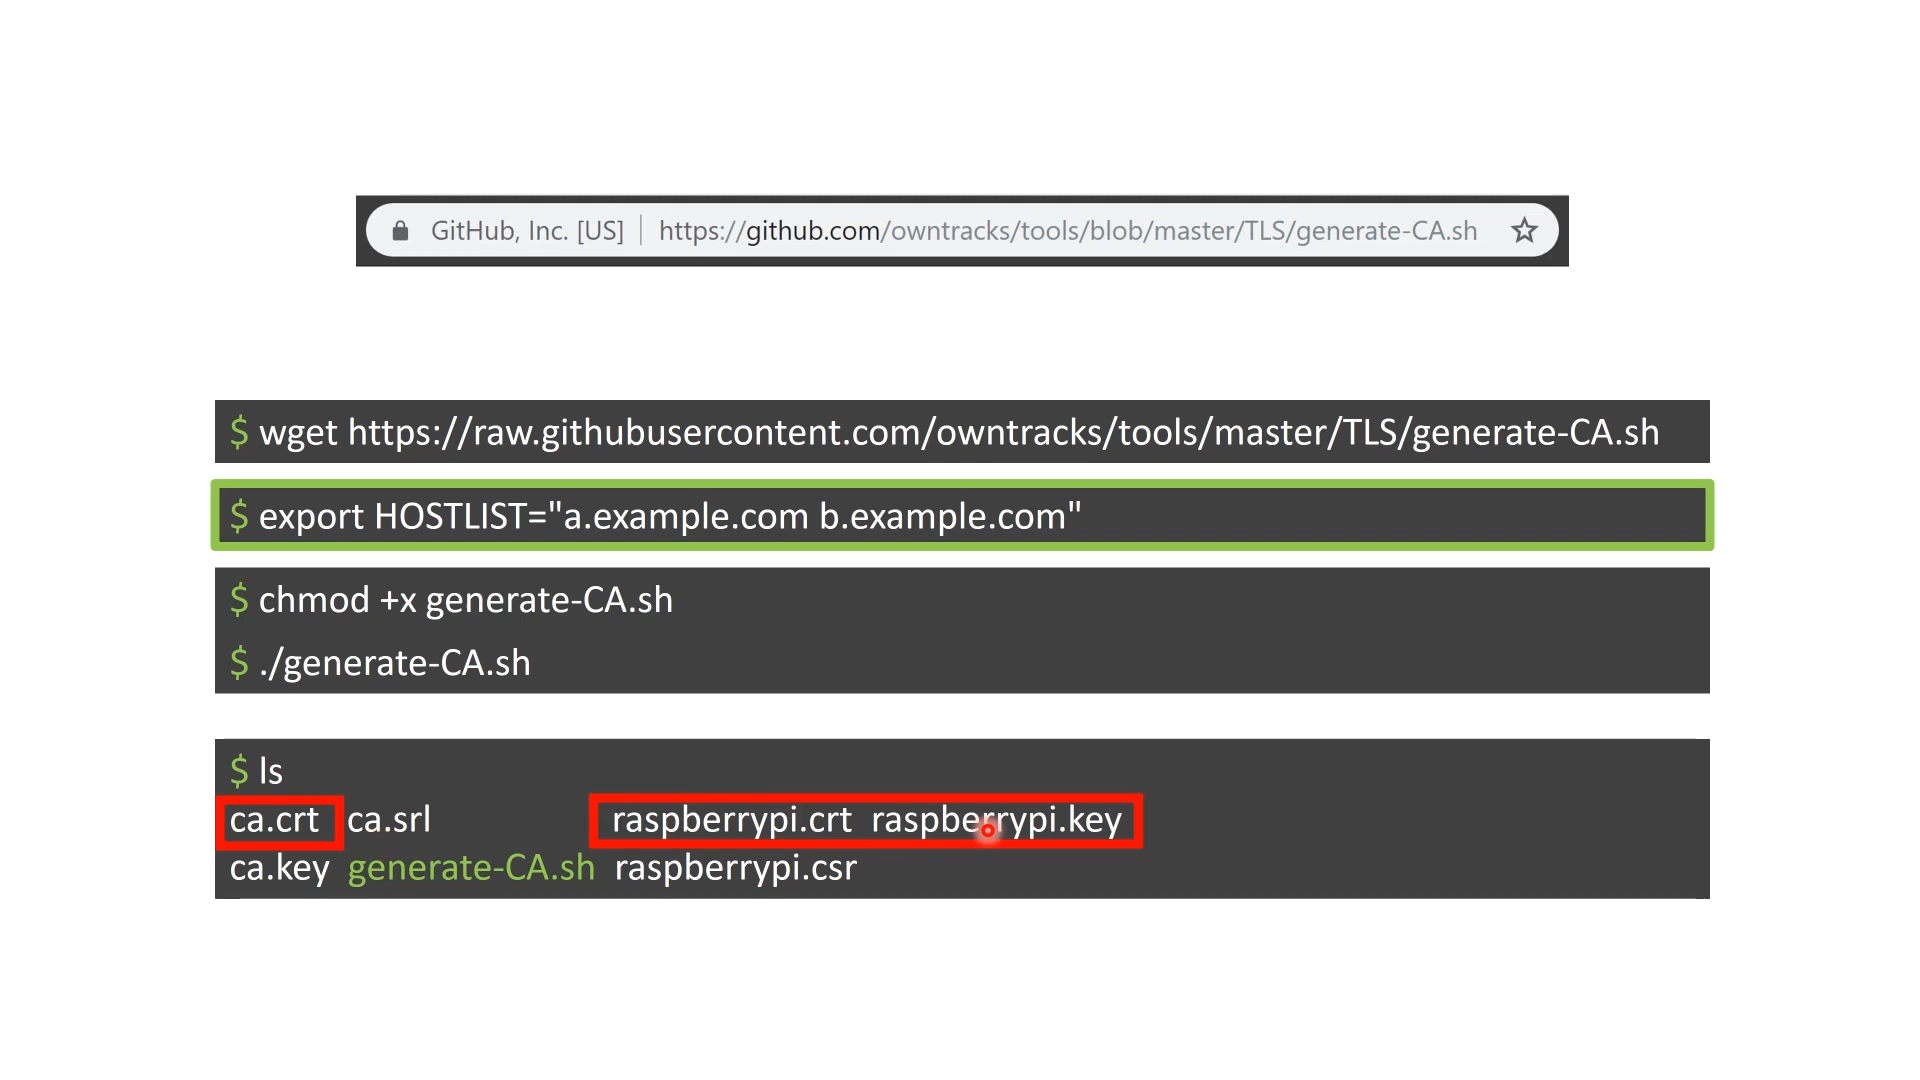 GitHub, Inc. [US] https://github.com/owntracks/tools/blob/master/TLS/generate-CA.sh
$ wget https://raw.githubusercontent.com/owntracks/tools/master/TLS/generate-CA.sh
$ export HOSTLIST="a.example.com b.example.com"
$ chmod +x generate-CA.sh
$ ./generate-CA.sh
$ ls
ca.crt ca.srl raspberrypi.crt raspberrypi.key
ca.key generate-CA.sh raspberrypi.csr